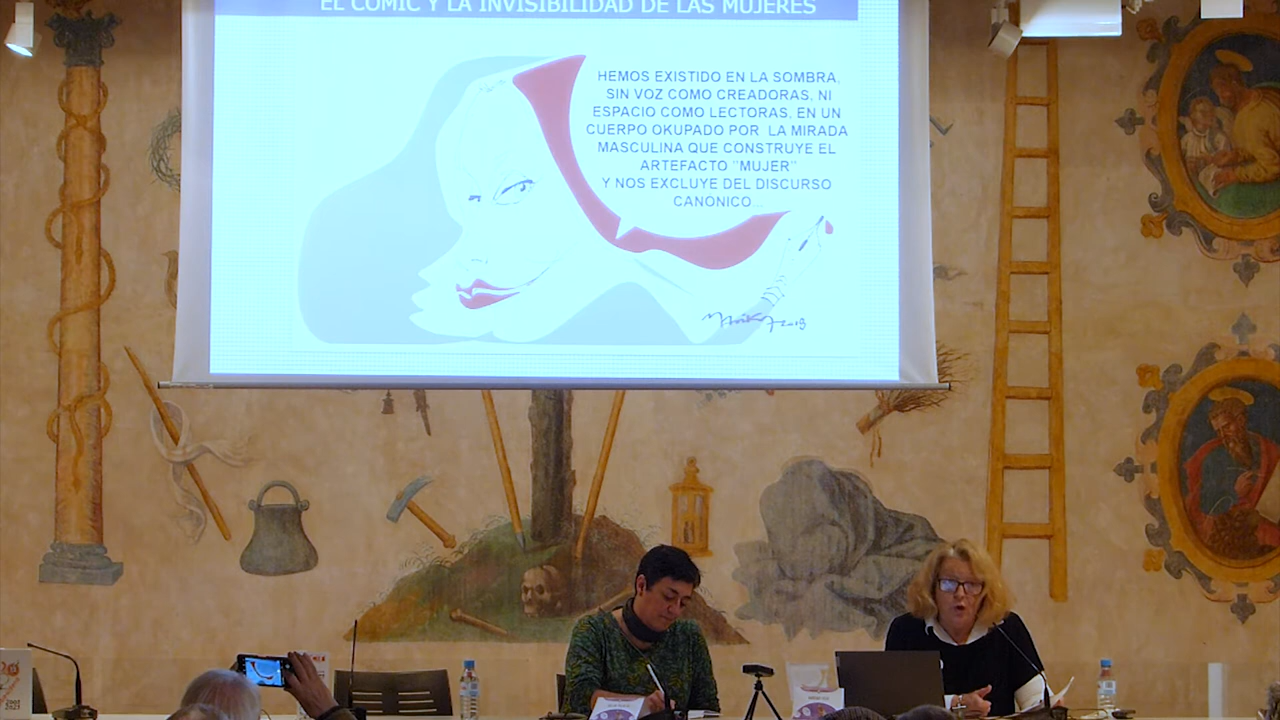 EL COMIC Y LA INVISIBILIDAD DE LAS MUJERES
HEMOS EXISTIDO EN LA SOMBRA,
SIN VOZ COMO CREADORAS, NI
ESPACIO COMO LECTORAS, EN UN
CUERPO OKUPADO POR LA MIRADA
MASCULINA QUE CONSTRUYE EL
ARTEFACTO "MUJER"
Y NOS EXCLUYE DEL DISCURSO
CANONICO...